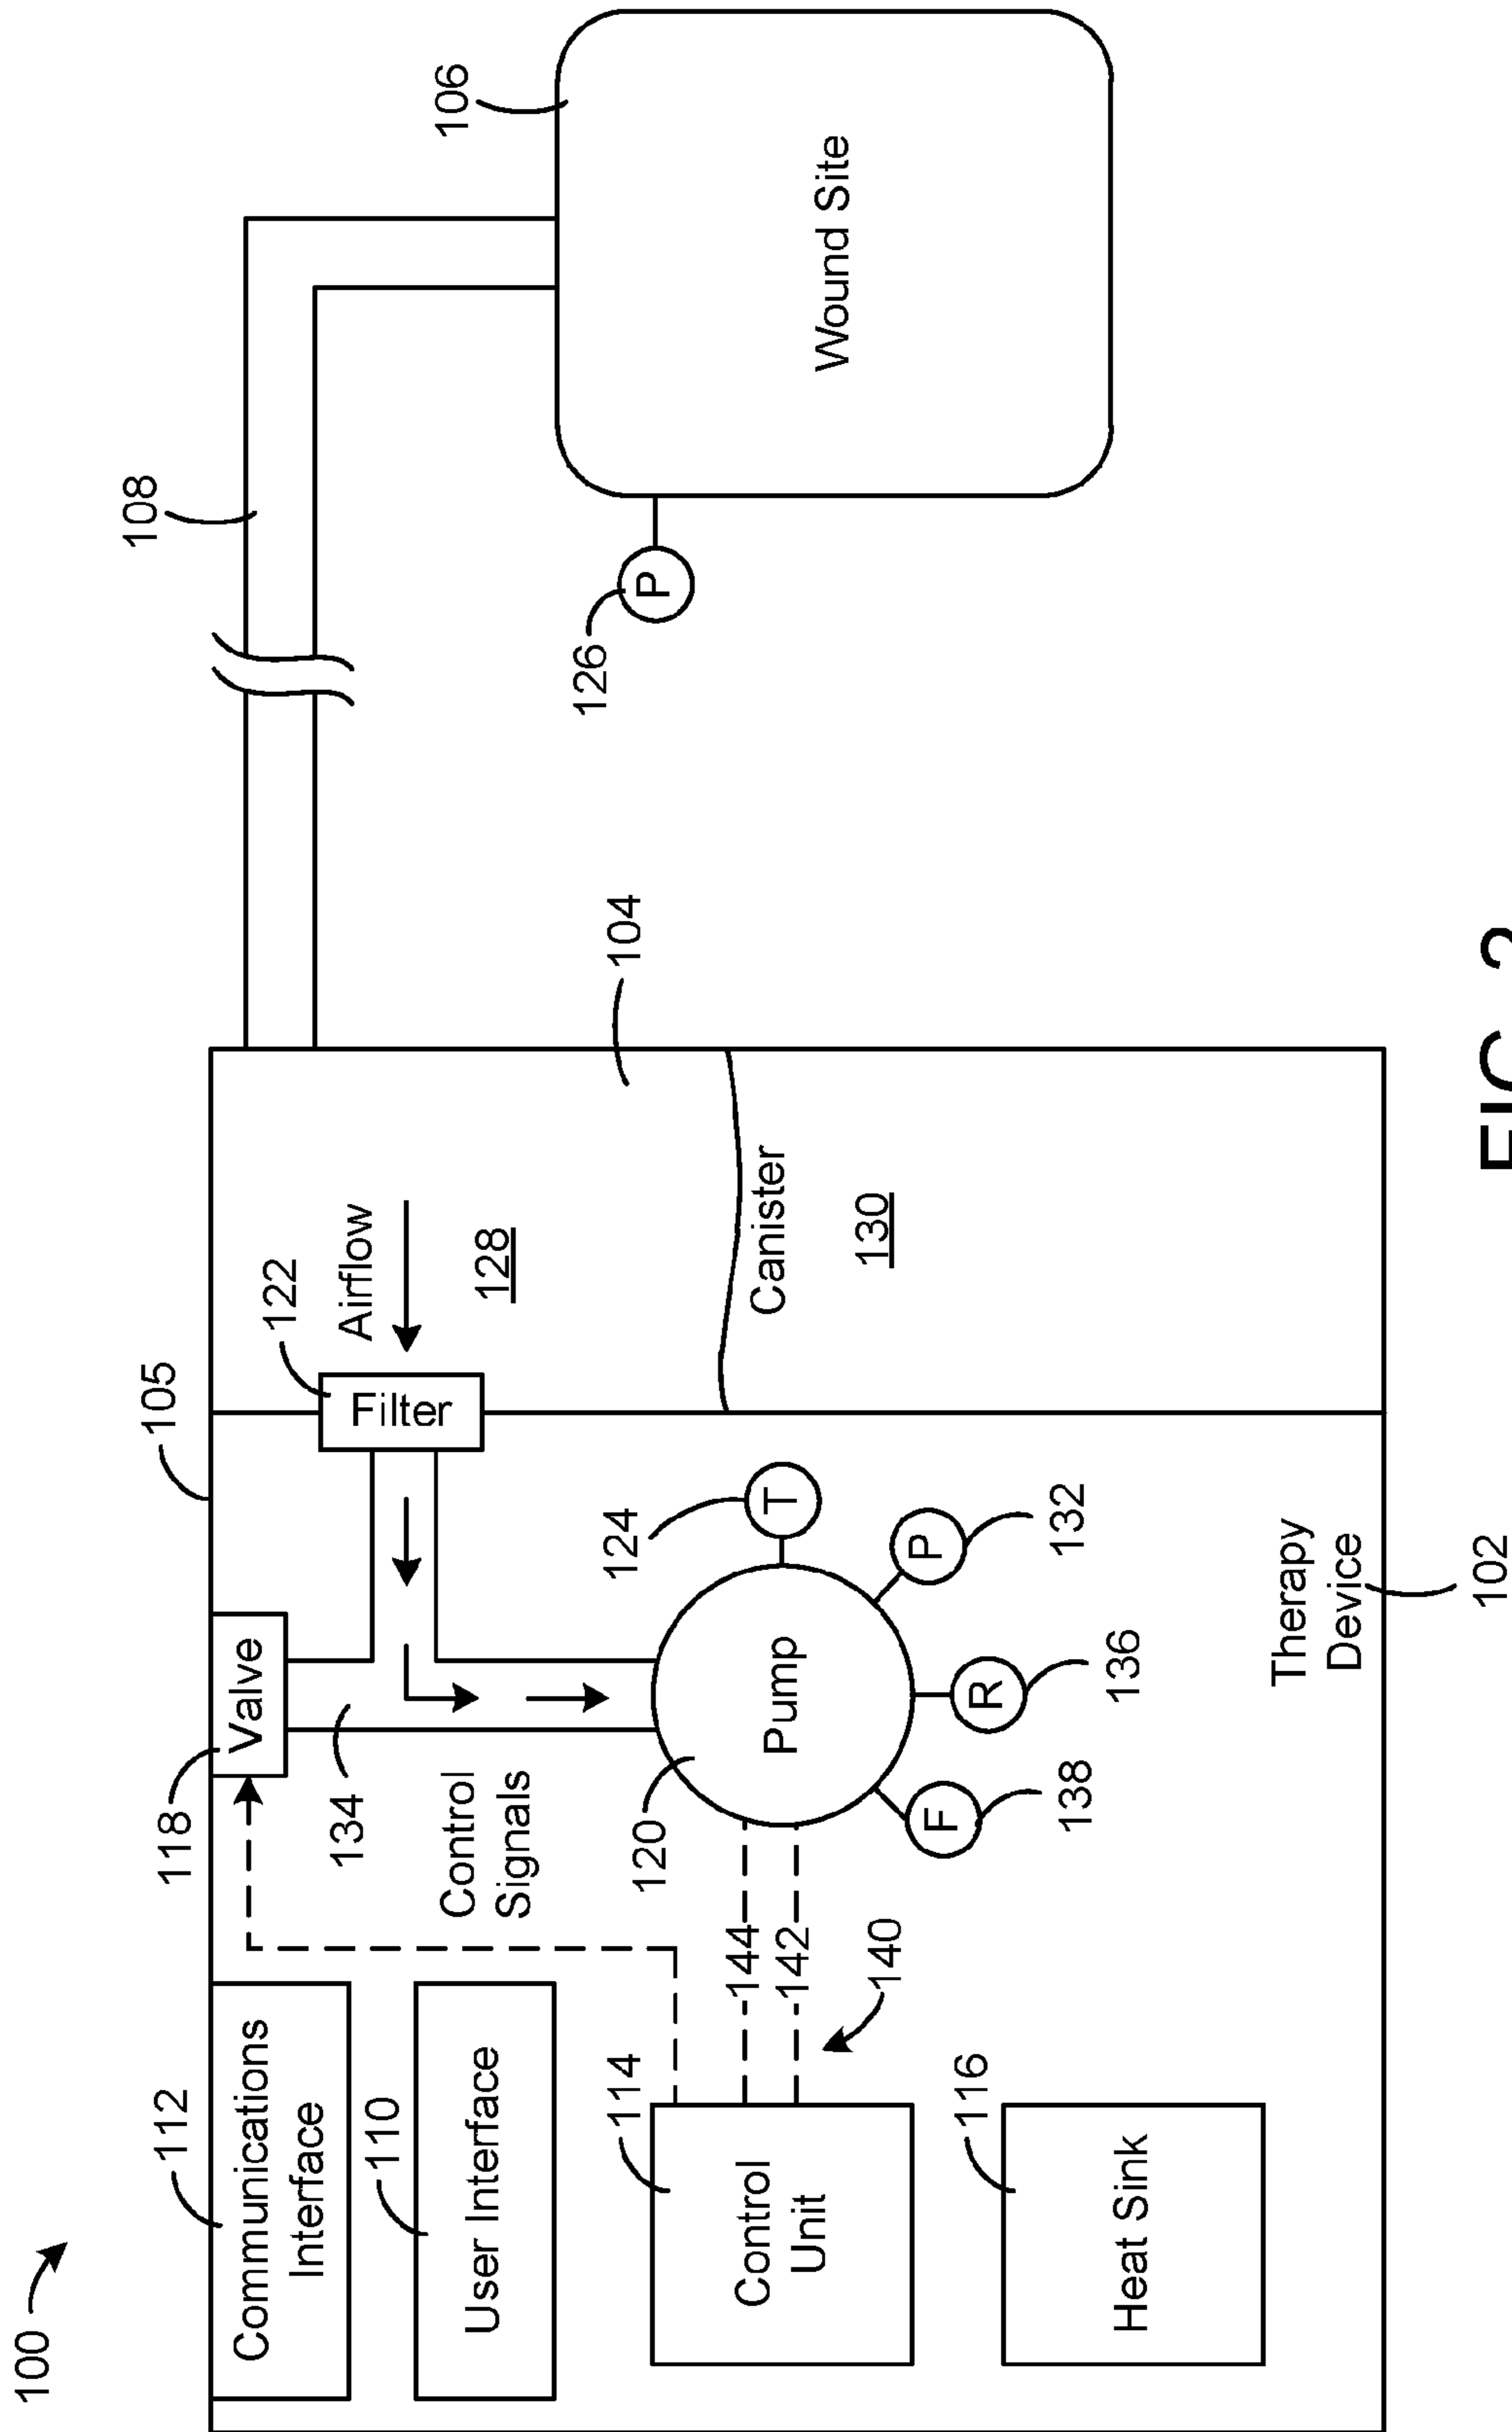 100
112
Communications
Interface
110
User Interface
114
Control
Unit
116
Heat Sink
118
Valve
134
Control
Signals
144
142
140
120
Pump
124
T
P
132
R
136
F
138
105
122
Filter
Airflow
128
Canister
130
104
Therapy
Device
102
108
126
P
106
Wound Site